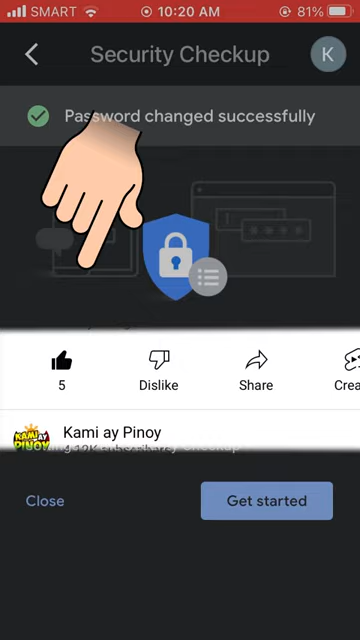 SMART 10:20 AM 81%
Security Checkup
K
Password changed successfully
5 Dislike Share Crea
KAMI AY
PINOY
Kami ay Pinoy
Checkup
Close Get started